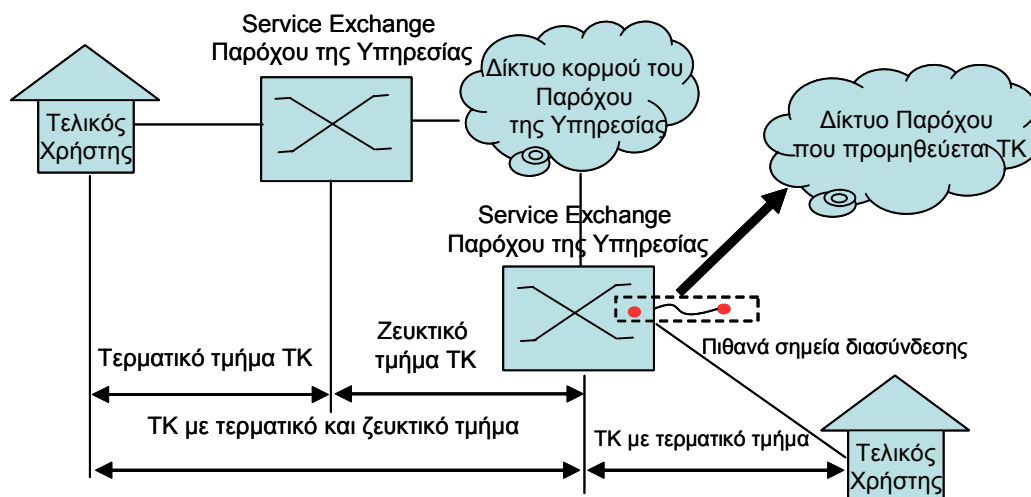 Service Exchange
Παρόχου της Υπηρεσίας
Τελικός
Χρήστης
Δίκτυο κορμού του
Παρόχου
της Υπηρεσίας
Δίκτυο Παρόχου
που προμηθεύεται ΤΚ
Service Exchange
Παρόχου της Υπηρεσίας
Τερματικό τμήμα ΤΚ
Ζευκτικό
τμήμα ΤΚ
Πιθανά σημεία διασύνδεσης
ΤΚ με τερματικό και ζευκτικό τμήμα
ΤΚ με τερματικό τμήμα
Τελικός
Χρήστης